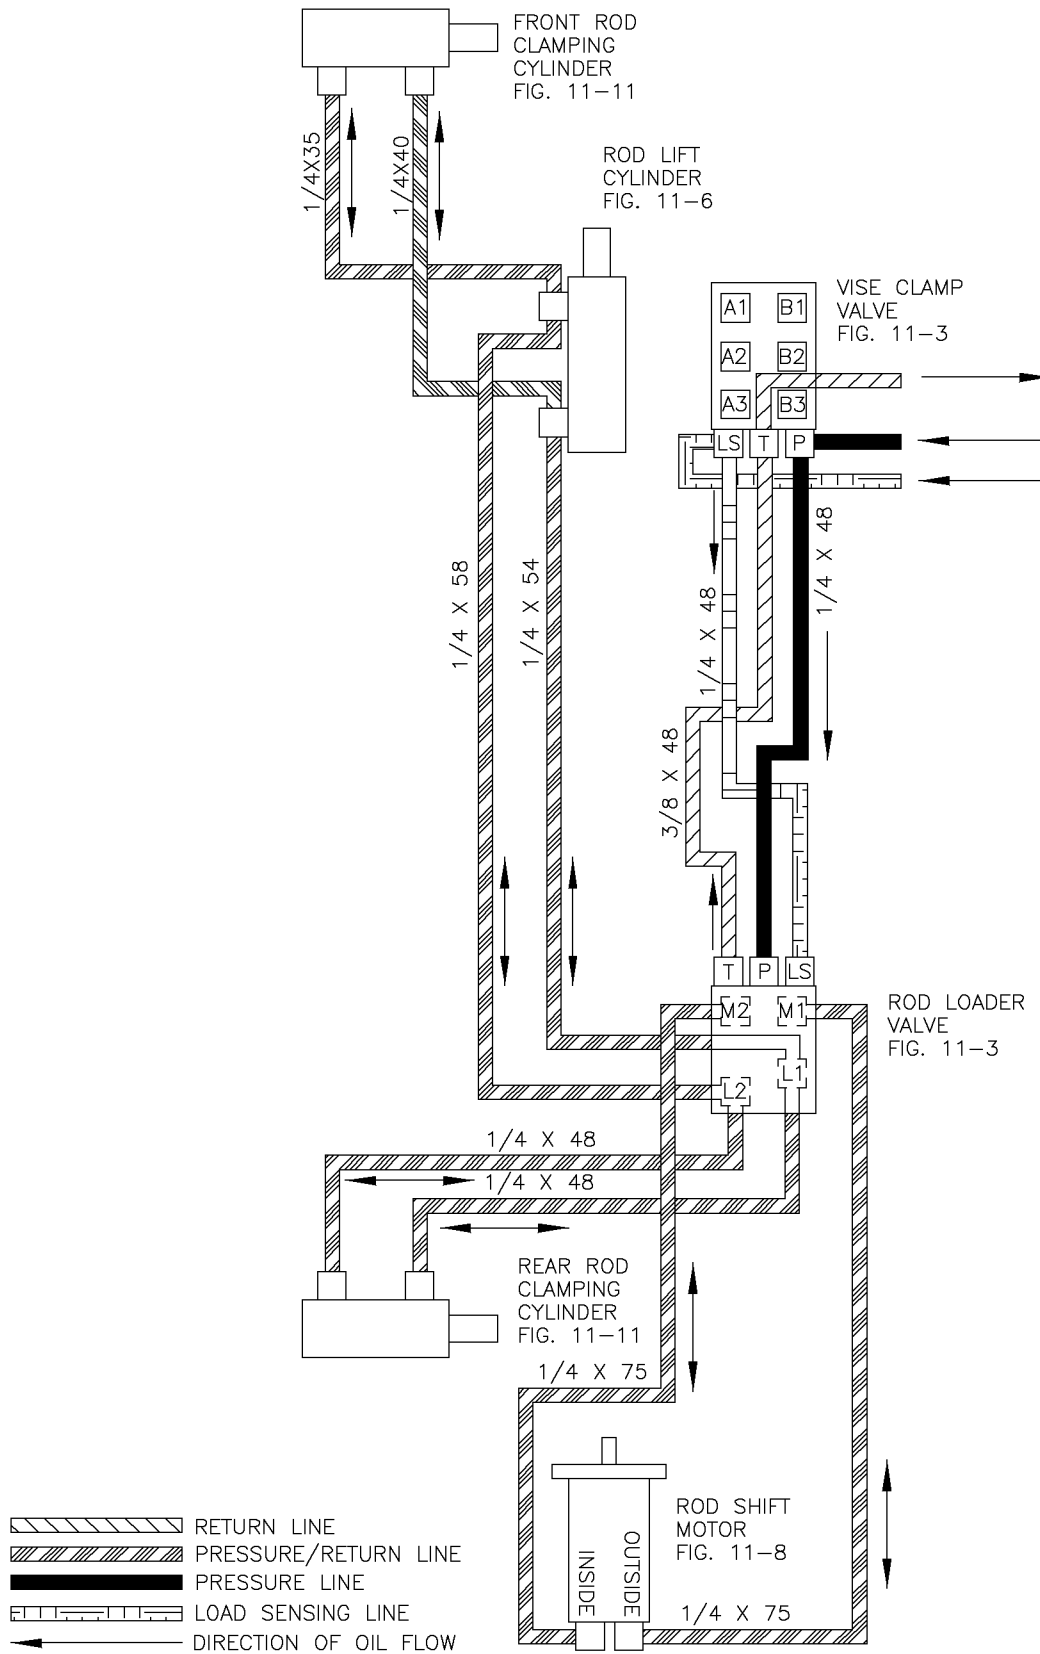 FRONT ROD
CLAMPING
CYLINDER
FIG. 11-11
1/4X35
1/4X40
ROD LIFT
CYLINDER
FIG. 11-6
VISE CLAMP
VALVE
FIG. 11-3
A1 B1
A2 B2
A3 B3
LS T P
1/4 X 58
1/4 X 54
1/4 X 48
1/4 X 48
3/8 X 48
T P LS
M2 M1
L1
L2
ROD LOADER
VALVE
FIG. 11-3
1/4 X 48
1/4 X 48
REAR ROD
CLAMPING
CYLINDER
FIG. 11-11
1/4 X 75
ROD SHIFT
MOTOR
FIG. 11-8
INSIDE
OUTSIDE
1/4 X 75
RETURN LINE
PRESSURE/RETURN LINE
PRESSURE LINE
LOAD SENSING LINE
DIRECTION OF OIL FLOW